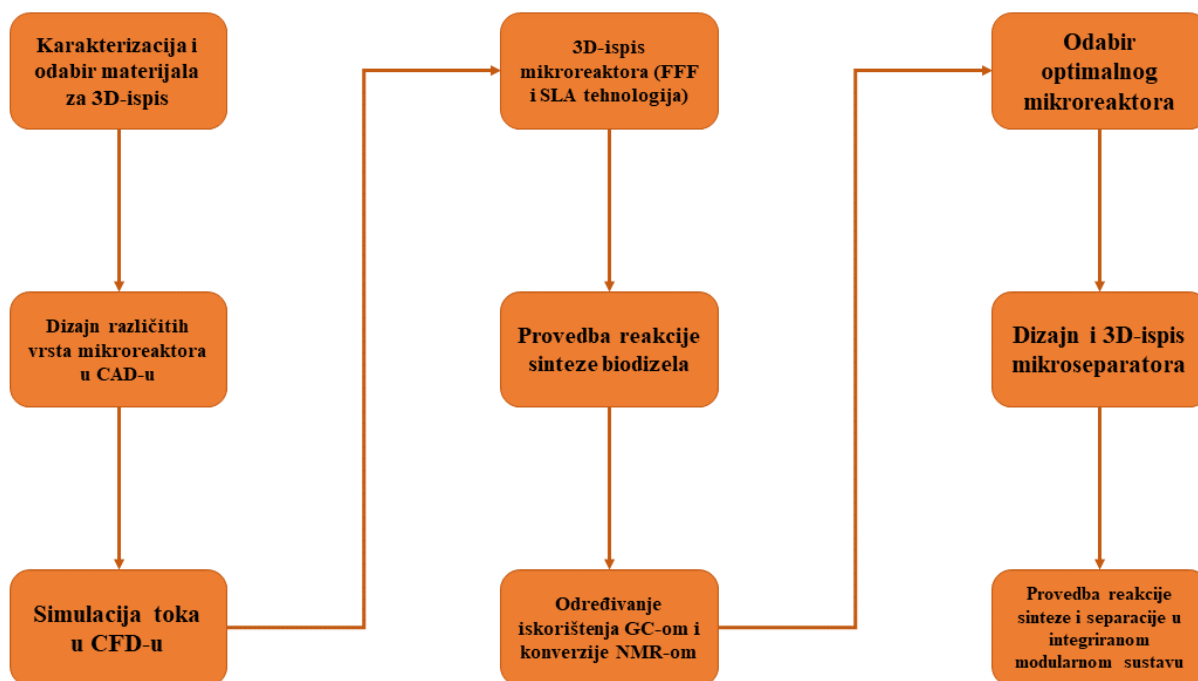 Karakterizacija i
odabir materijala
za 3D-ispis
Dizajn različitih
vrsta mikroreaktora
u CAD-u
Simulacija toka
u CFD-u
3D-ispis
mikroreaktora (FFF
i SLA tehnologija)
Provedba reakcije
sinteze biodizela
Određivanje
iskorištenja GC-om i
konverzije NMR-om
Odabir
optimalnog
mikroreaktora
Dizajn i 3D-ispis
mikroseparatora
Provedba reakcije
sinteze i separacije u
integriranom
modularnom sustavu